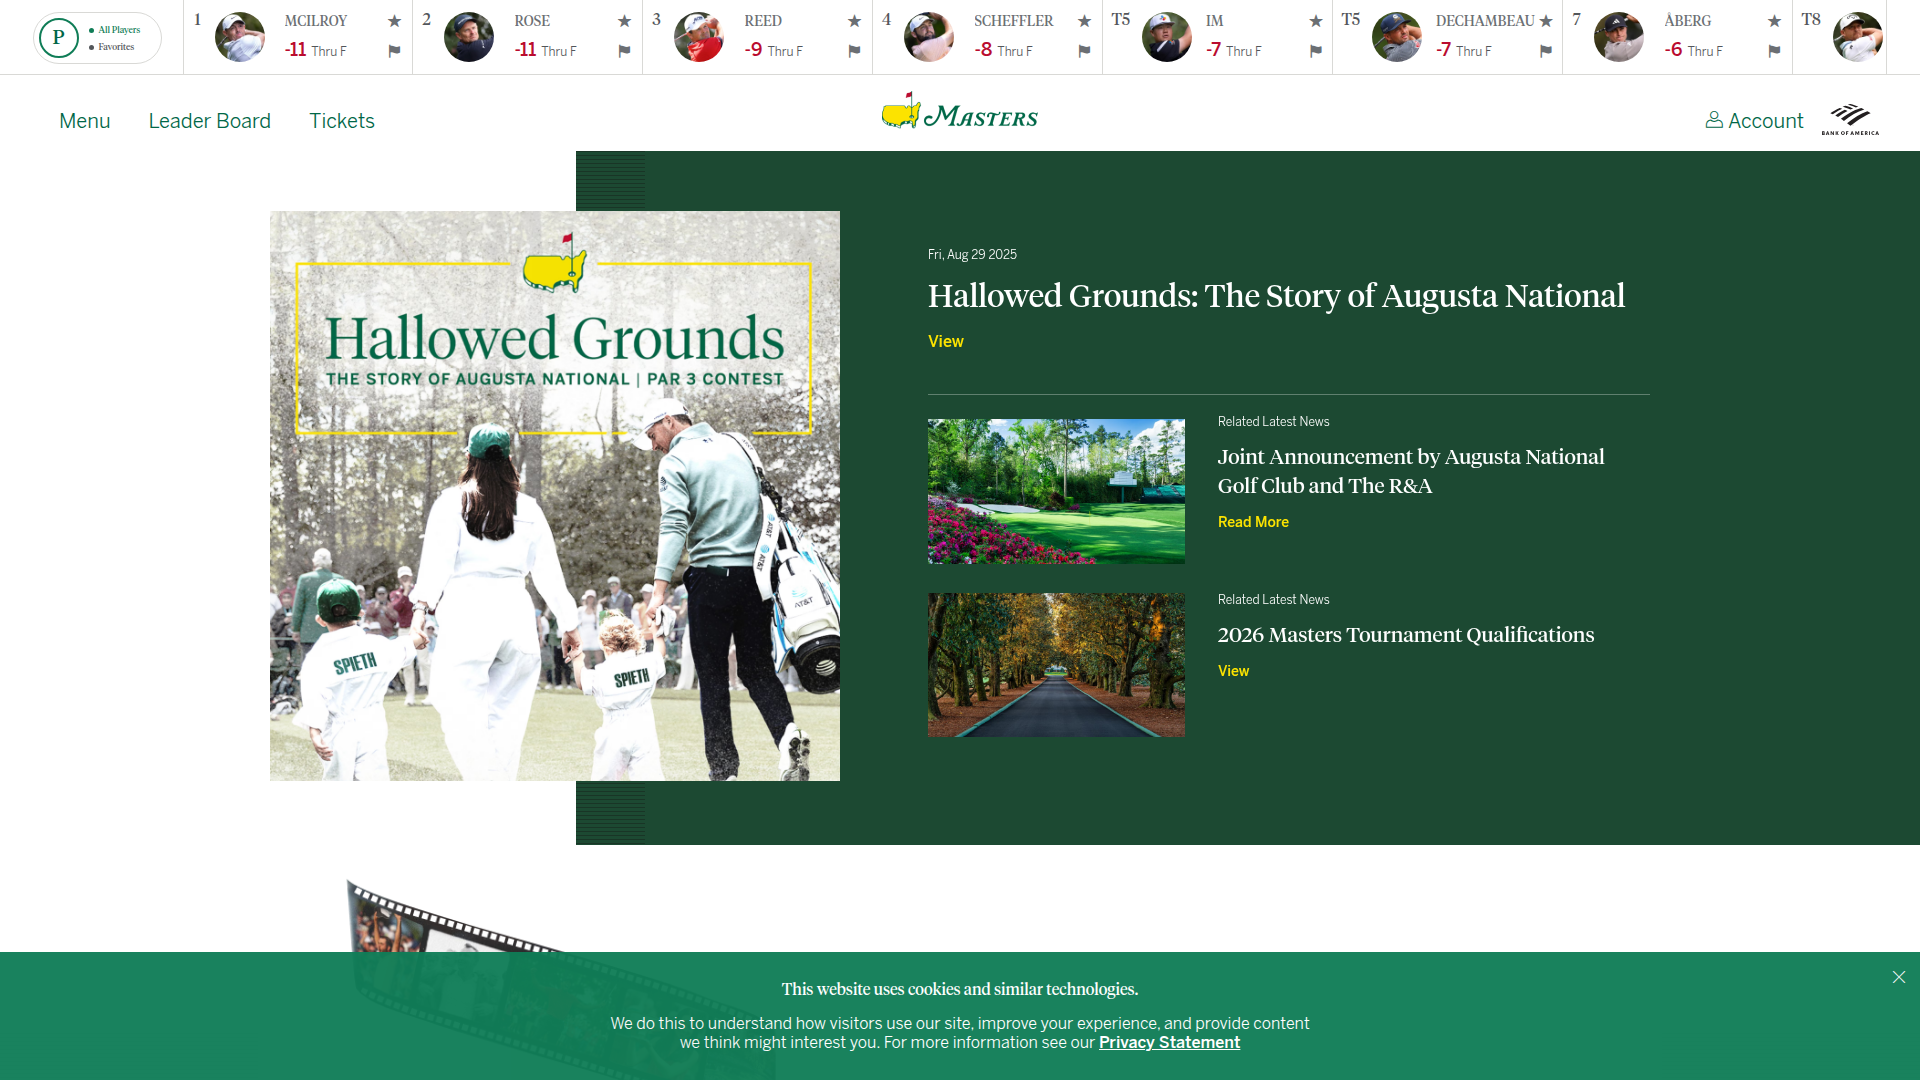 P
All Players
Favorites
1 MCILROY
-11 Thru F
2 ROSE
-11 Thru F
3 REED
-9 Thru F
4 SCHEFFLER
-8 Thru F
T5 IM
-7 Thru F
T5 DECHAMBEAU
-7 Thru F
7 ÅBERG
-6 Thru F
T8
Menu Leader Board Tickets
MASTERS
Account
BANK OF AMERICA
Hallowed Grounds
THE STORY OF AUGUSTA NATIONAL | PAR 3 CONTEST
SPIETH
SPIETH
AT&T
AT&T
AT&T
Fri, Aug 29 2025
Hallowed Grounds: The Story of Augusta National
View
Related Latest News
Joint Announcement by Augusta National
Golf Club and The R&A
Read More
Related Latest News
2026 Masters Tournament Qualifications
View
This website uses cookies and similar technologies.
We do this to understand how visitors use our site, improve your experience, and provide content
we think might interest you. For more information see our Privacy Statement